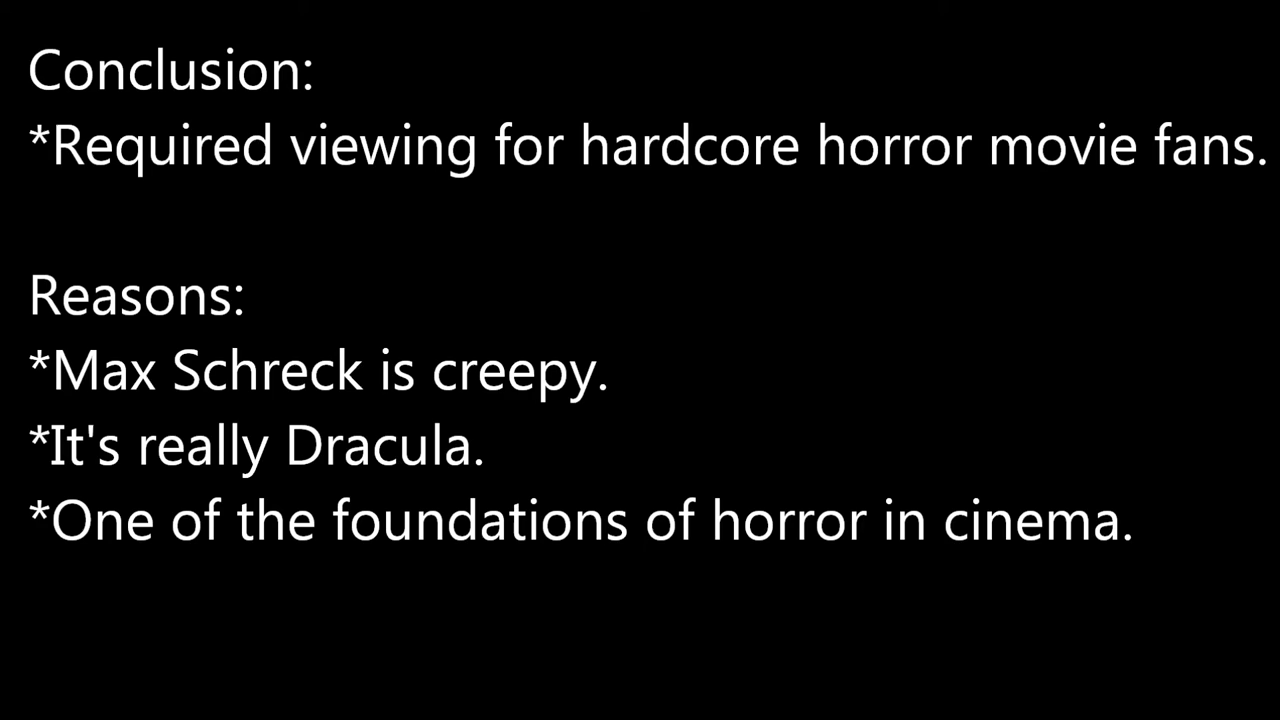 Conclusion:
*Required viewing for hardcore horror movie fans.
Reasons:
*Max Schreck is creepy.
*It's really Dracula.
*One of the foundations of horror in cinema.